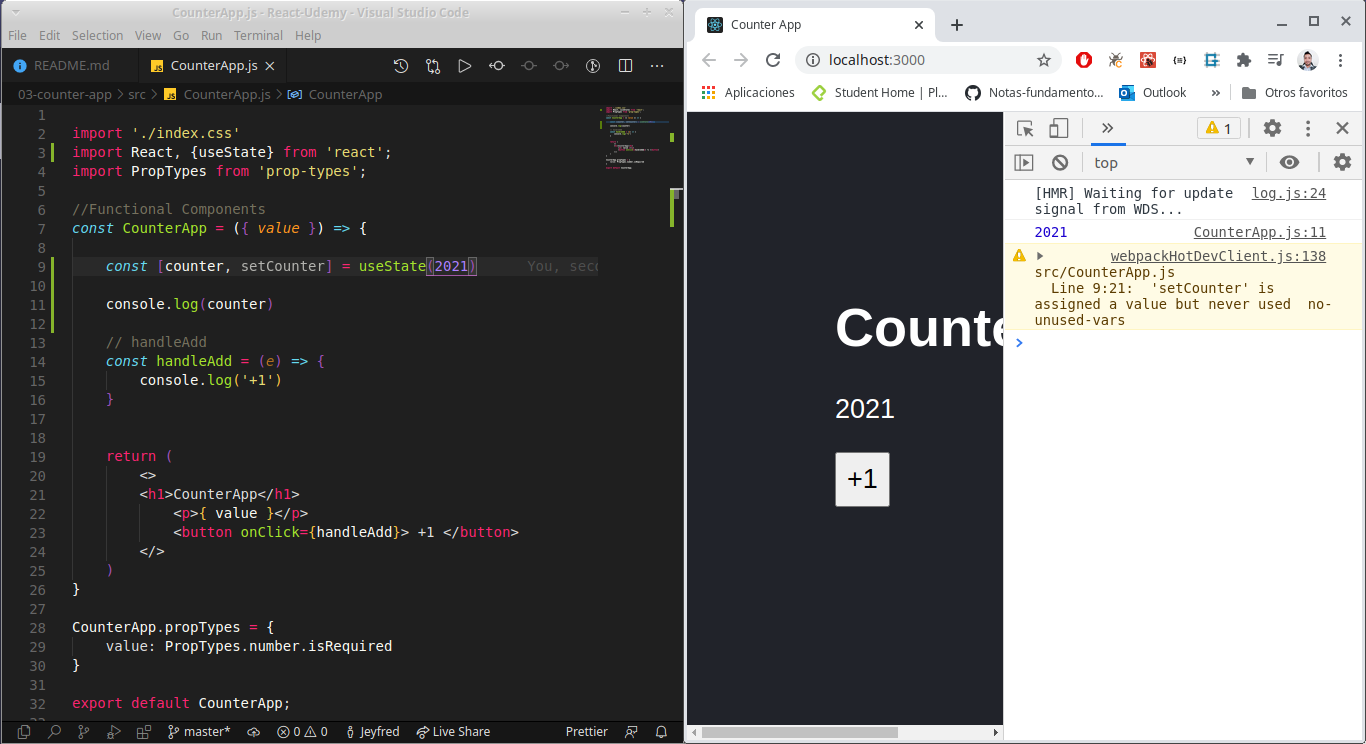 CounterApp.js - React-Udemy - Visual Studio Code
File Edit Selection View Go Run Terminal Help
README.md CounterApp.js
03-counter-app > src > CounterApp.js > CounterApp
1
2 import './index.css'
3 import React, {useState} from 'react';
4 import PropTypes from 'prop-types';
5
6 //Functional Components
7 const CounterApp = ({ value }) => {
8
9 const [counter, setCounter] = useState(2021) You, seco
10
11 console.log(counter)
12
13 // handleAdd
14 const handleAdd = (e) => {
15 console.log('+1')
16 }
17
18
19 return (
20 <>
21 <h1>CounterApp</h1>
22 <p>{ value }</p>
23 <button onClick={handleAdd}> +1 </button>
24 </>
25 )
26 }
27
28 CounterApp.propTypes = {
29 value: PropTypes.number.isRequired
30 }
31
32 export default CounterApp;
master* 0 0 Jeyfred Live Share Prettier
Counter App
localhost:3000
Aplicaciones Student Home | Pl... Notas-fundamento... Outlook » Otros favoritos
1
top
[HMR] Waiting for update log.js:24
signal from WDS...
2021 CounterApp.js:11
webpackHotDevClient.js:138
src/CounterApp.js
Line 9:21: 'setCounter' is
assigned a value but never used no-
unused-vars
Counte
2021
+1